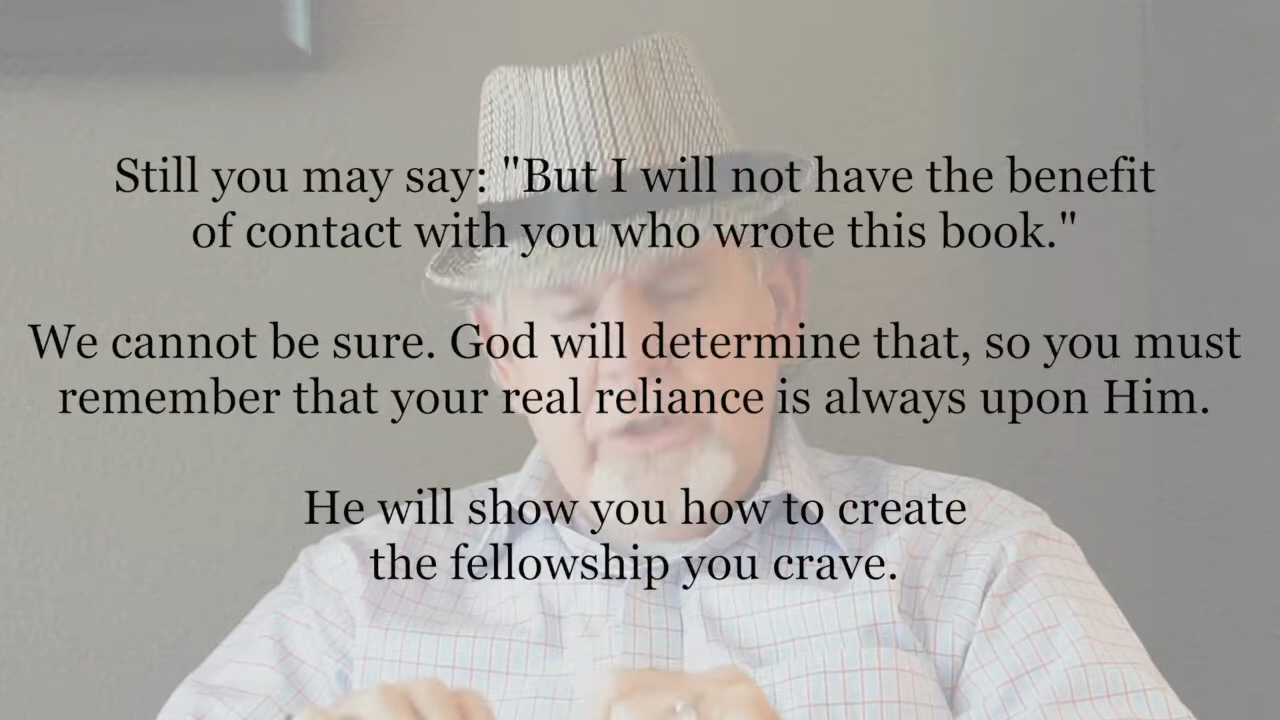 Still you may say: "But I will not have the benefit
of contact with you who wrote this book."
We cannot be sure. God will determine that, so you must
remember that your real reliance is always upon Him.
He will show you how to create
the fellowship you crave.